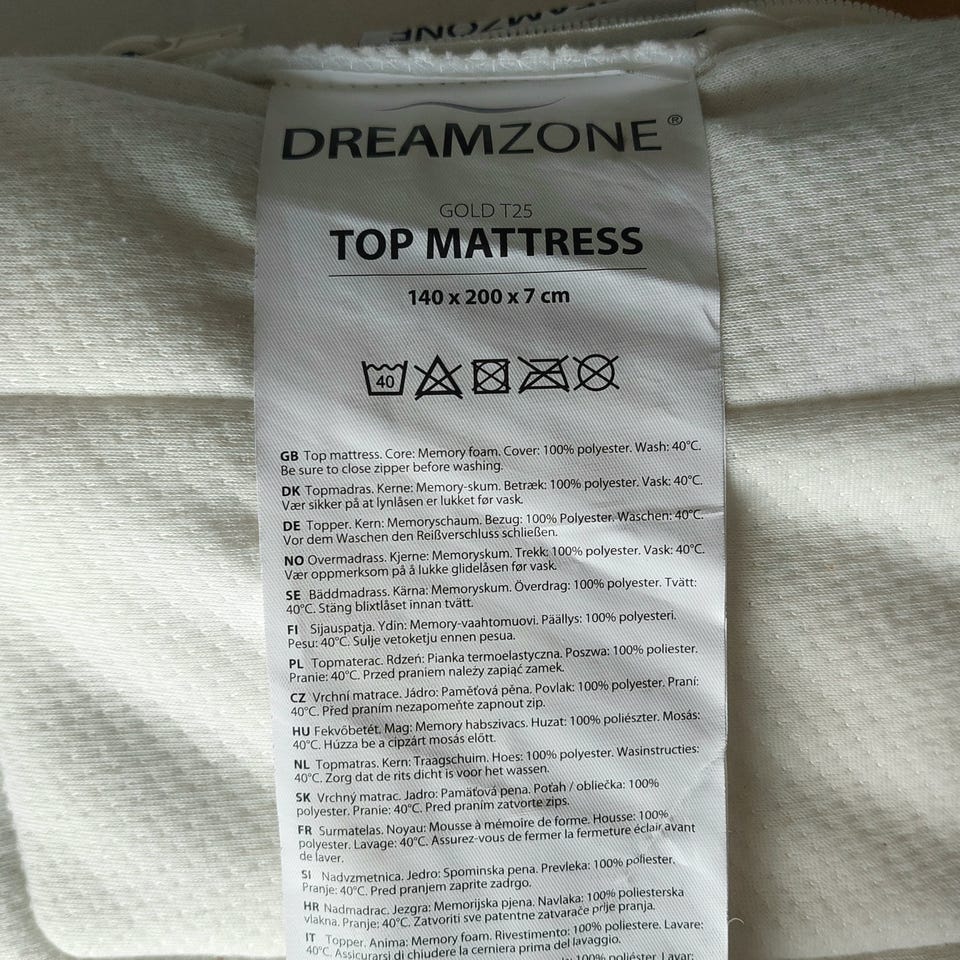 DREAMZONE®
GOLD T25
TOP MATTRESS
140 x 200 x 7 cm
40
GB Top mattress. Core: Memory foam. Cover: 100% polyester. Wash: 40°C.
Be sure to close zipper before washing.
DK Topmadras. Kerne: Memory-skum. Betræk: 100% polyester. Vask: 40°C.
Vær sikker på at lynlåsen er lukket før vask.
DE Topper. Kern: Memoryschaum. Bezug: 100% Polyester. Waschen: 40°C.
Vor dem Waschen den Reißverschluss schließen.
NO Overmadrass. Kjerne: Memoryskum. Trekk: 100% polyester. Vask: 40°C.
Vær oppmerksom på å lukke glidelåsen før vask.
SE Bäddmadrass. Kärna: Memoryskum. Överdrag: 100% polyester. Tvätt:
40°C. Stäng blixtlåset innan tvätt.
FI Sijauspatja. Ydin: Memory-vaahtomuovi. Päällys: 100% polyesteri.
Pesu: 40°C. Sulje vetoketju ennen pesua.
PL Topmaterac. Rdzeń: Pianka termoelastyczna. Poszwa: 100% poliester.
Pranie: 40°C. Przed praniem należy zapiąć zamek.
CZ Vrchní matrace. Jádro: Paměťová pěna. Povlak: 100% polyester. Praní:
40°C. Před praním nezapomeňte zapnout zip.
HU Fekvőbetét. Mag: Memory habszivacs. Huzat: 100% poliészter. Mosás:
40°C. Húzza be a cipzárt mosás előtt.
NL Topmatras. Kern: Traagschuim. Hoes: 100% polyester. Wasinstructies:
40°C. Zorg dat de rits dicht is voor het wassen.
SK Vrchný matrac. Jadro: Pamäťová pena. Poťah / obliečka: 100%
polyester. Pranie: 40°C. Pred praním zatvorte zips.
FR Surmatelas. Noyau: Mousse à mémoire de forme. Housse: 100%
polyester. Lavage: 40°C. Assurez-vous de fermer la fermeture éclair avant
de laver.
SI Nadvzmetnica. Jedro: Spominska pena. Prevleka: 100% poliester.
Pranje: 40°C. Pred pranjem zaprite zadrgo.
HR Nadmadrac. Jezgra: Memorijska pjena. Navlaka: 100% poliesterska
vlakna. Pranje: 40°C. Zatvoriti sve patentne zatvarače prije pranja.
IT Topper. Anima: Memory foam. Rivestimento: 100% poliestere. Lavare:
40°C. Assicurarsi di chiudere la cerniera prima del lavaggio.
100% poliéster. Lavar: